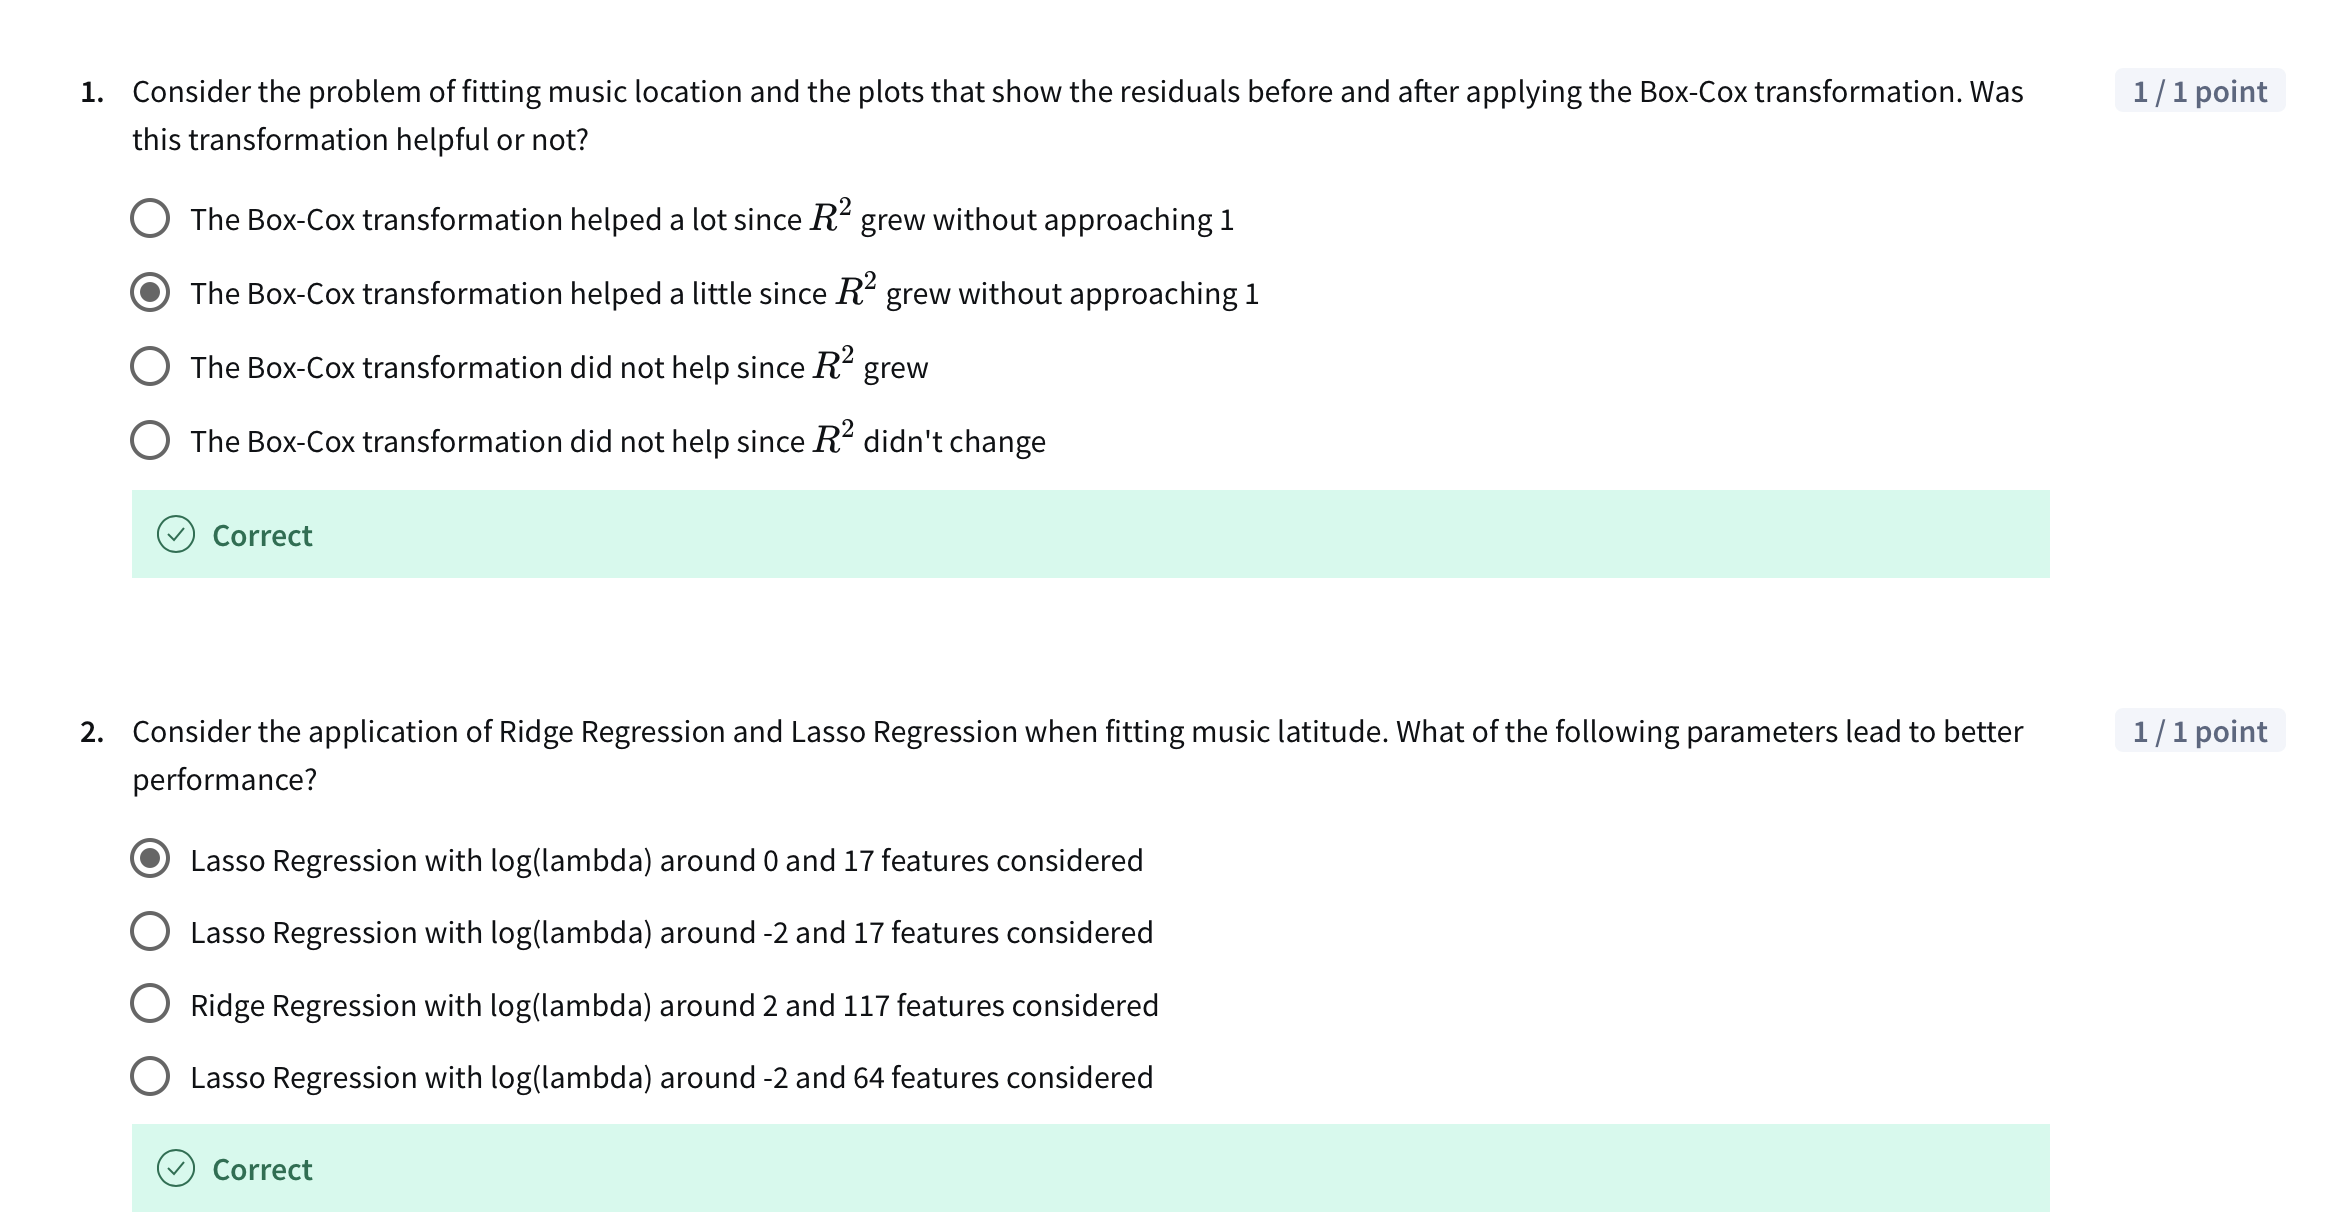 1. Consider the problem of fitting music location and the plots that show the residuals before and after applying the Box-Cox transformation. Was
1 / 1 point
this transformation helpful or not?
The Box-Cox transformation helped a lot since R² grew without approaching 1
The Box-Cox transformation helped a little since R² grew without approaching 1
The Box-Cox transformation did not help since R² grew
The Box-Cox transformation did not help since R² didn't change
Correct
2. Consider the application of Ridge Regression and Lasso Regression when fitting music latitude. What of the following parameters lead to better
1 / 1 point
performance?
Lasso Regression with log(lambda) around 0 and 17 features considered
Lasso Regression with log(lambda) around -2 and 17 features considered
Ridge Regression with log(lambda) around 2 and 117 features considered
Lasso Regression with log(lambda) around -2 and 64 features considered
Correct